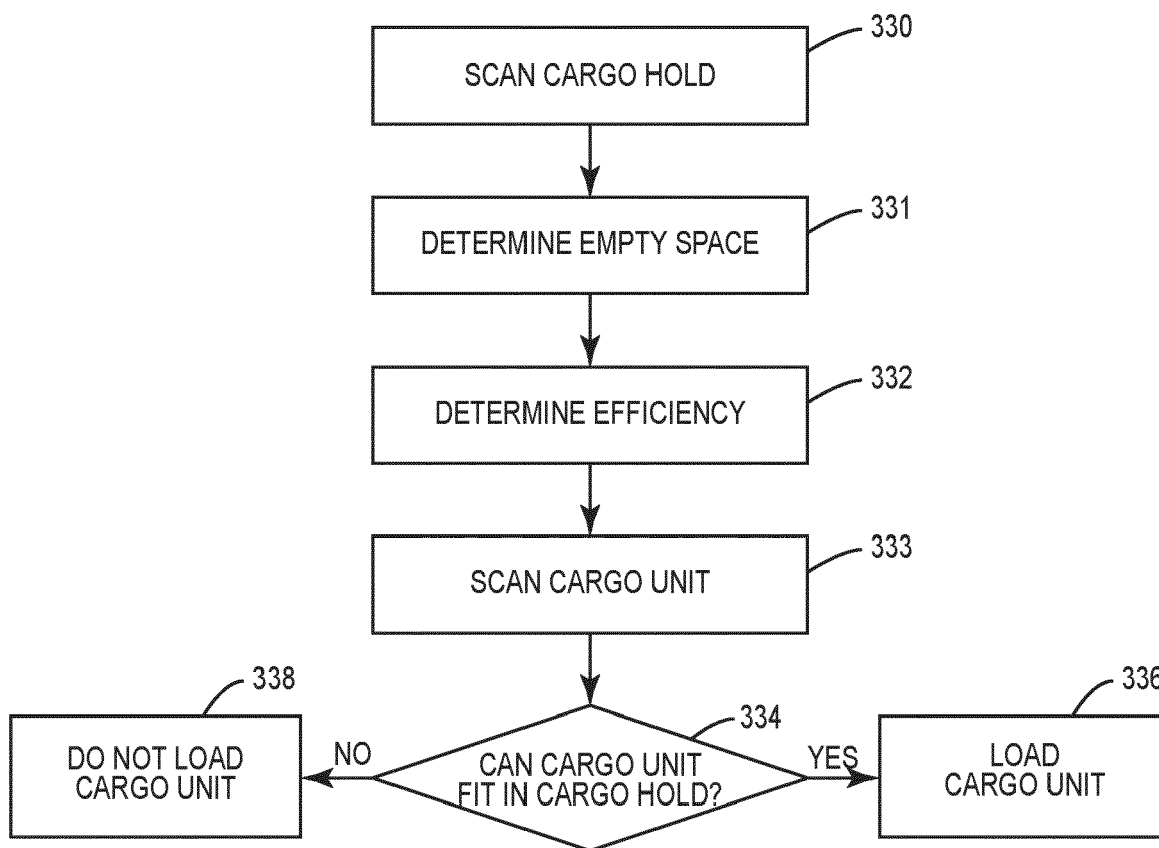 330
SCAN CARGO HOLD
331
DETERMINE EMPTY SPACE
332
DETERMINE EFFICIENCY
333
SCAN CARGO UNIT
338
334
336
DO NOT LOAD
CARGO UNIT
NO
CAN CARGO UNIT
FIT IN CARGO HOLD?
YES
LOAD
CARGO UNIT